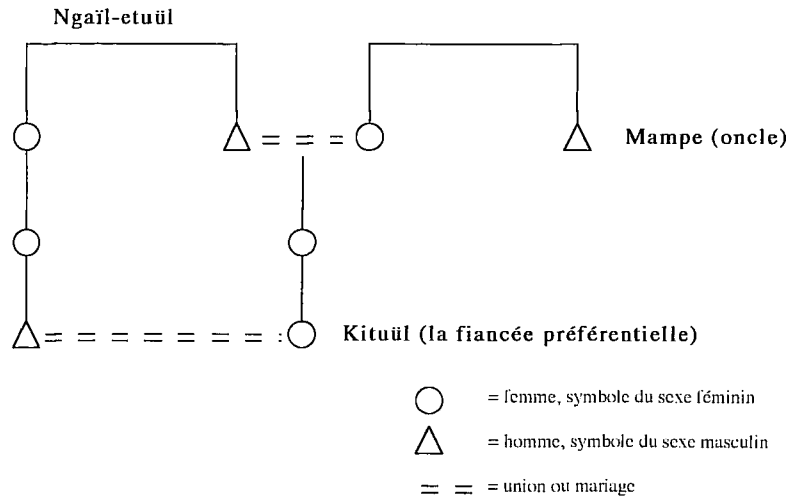 Ngaïl-etuül
Mampe (oncle)
Kituül (la fiancée préférentielle)
= femme, symbole du sexe féminin
= homme, symbole du sexe masculin
= union ou mariage